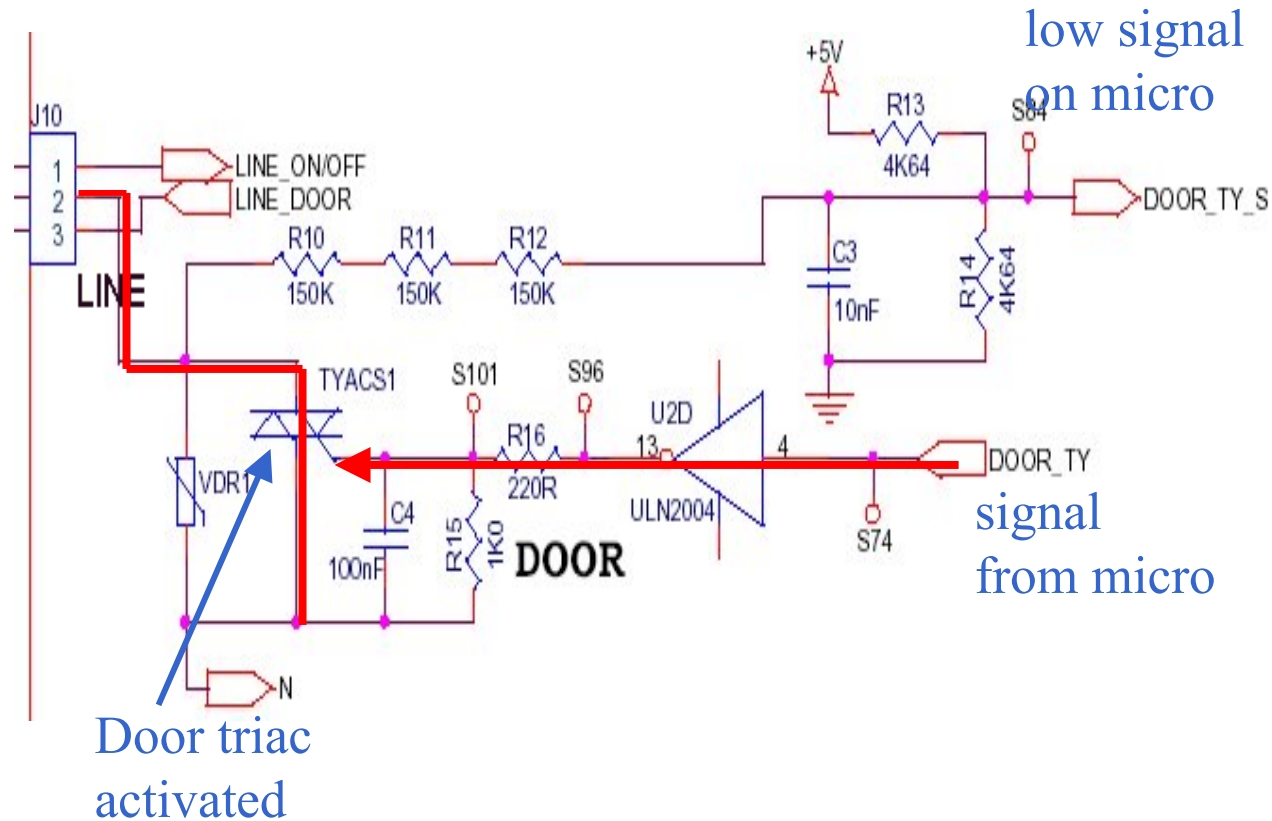 low signal
on micro
+5V
R13
4K64
S84
J10
1
2
3
LINE_ON/OFF
LINE_DOOR
DOOR_TY_S
R10
R11
R12
150K
150K
150K
LINE
C3
10nF
R14
4K64
TYACS1
S101
S96
U2D
R16
220R
13
4
DOOR_TY
VDR1
ULN2004
S74
C4
100nF
R15
1K0
DOOR
signal
from micro
N
Door triac
activated